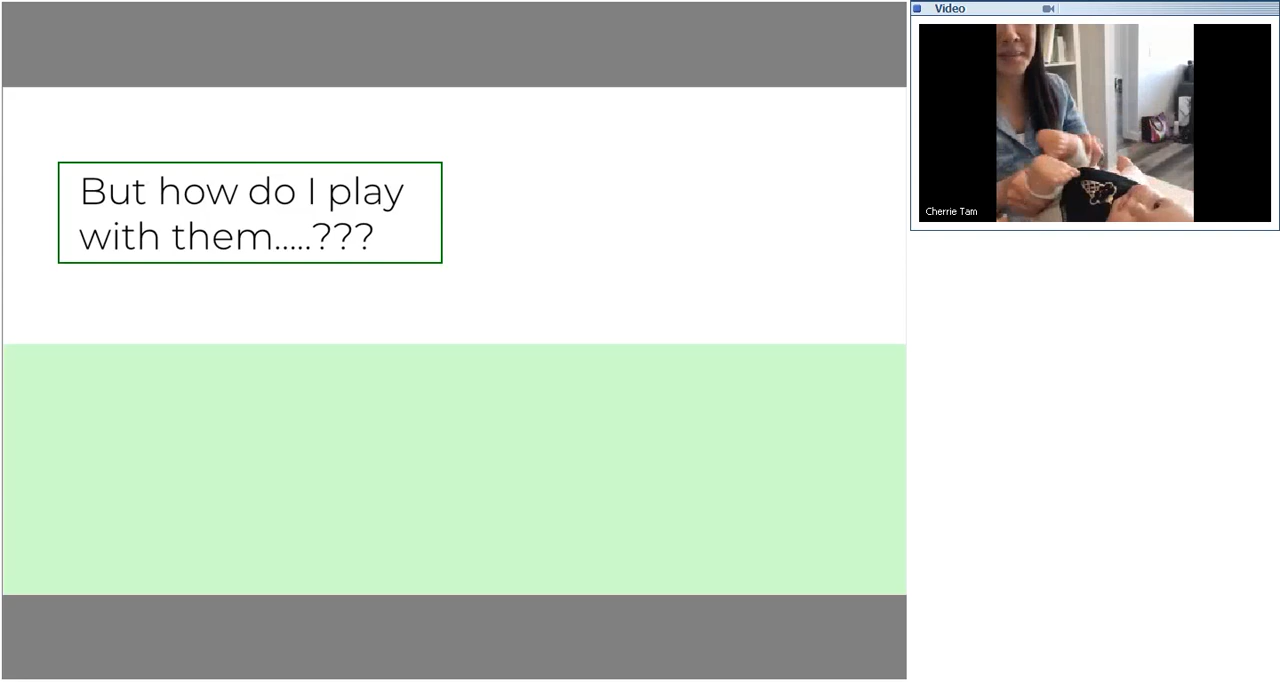 But how do I play
with them.....???
Video
Cherrie Tam